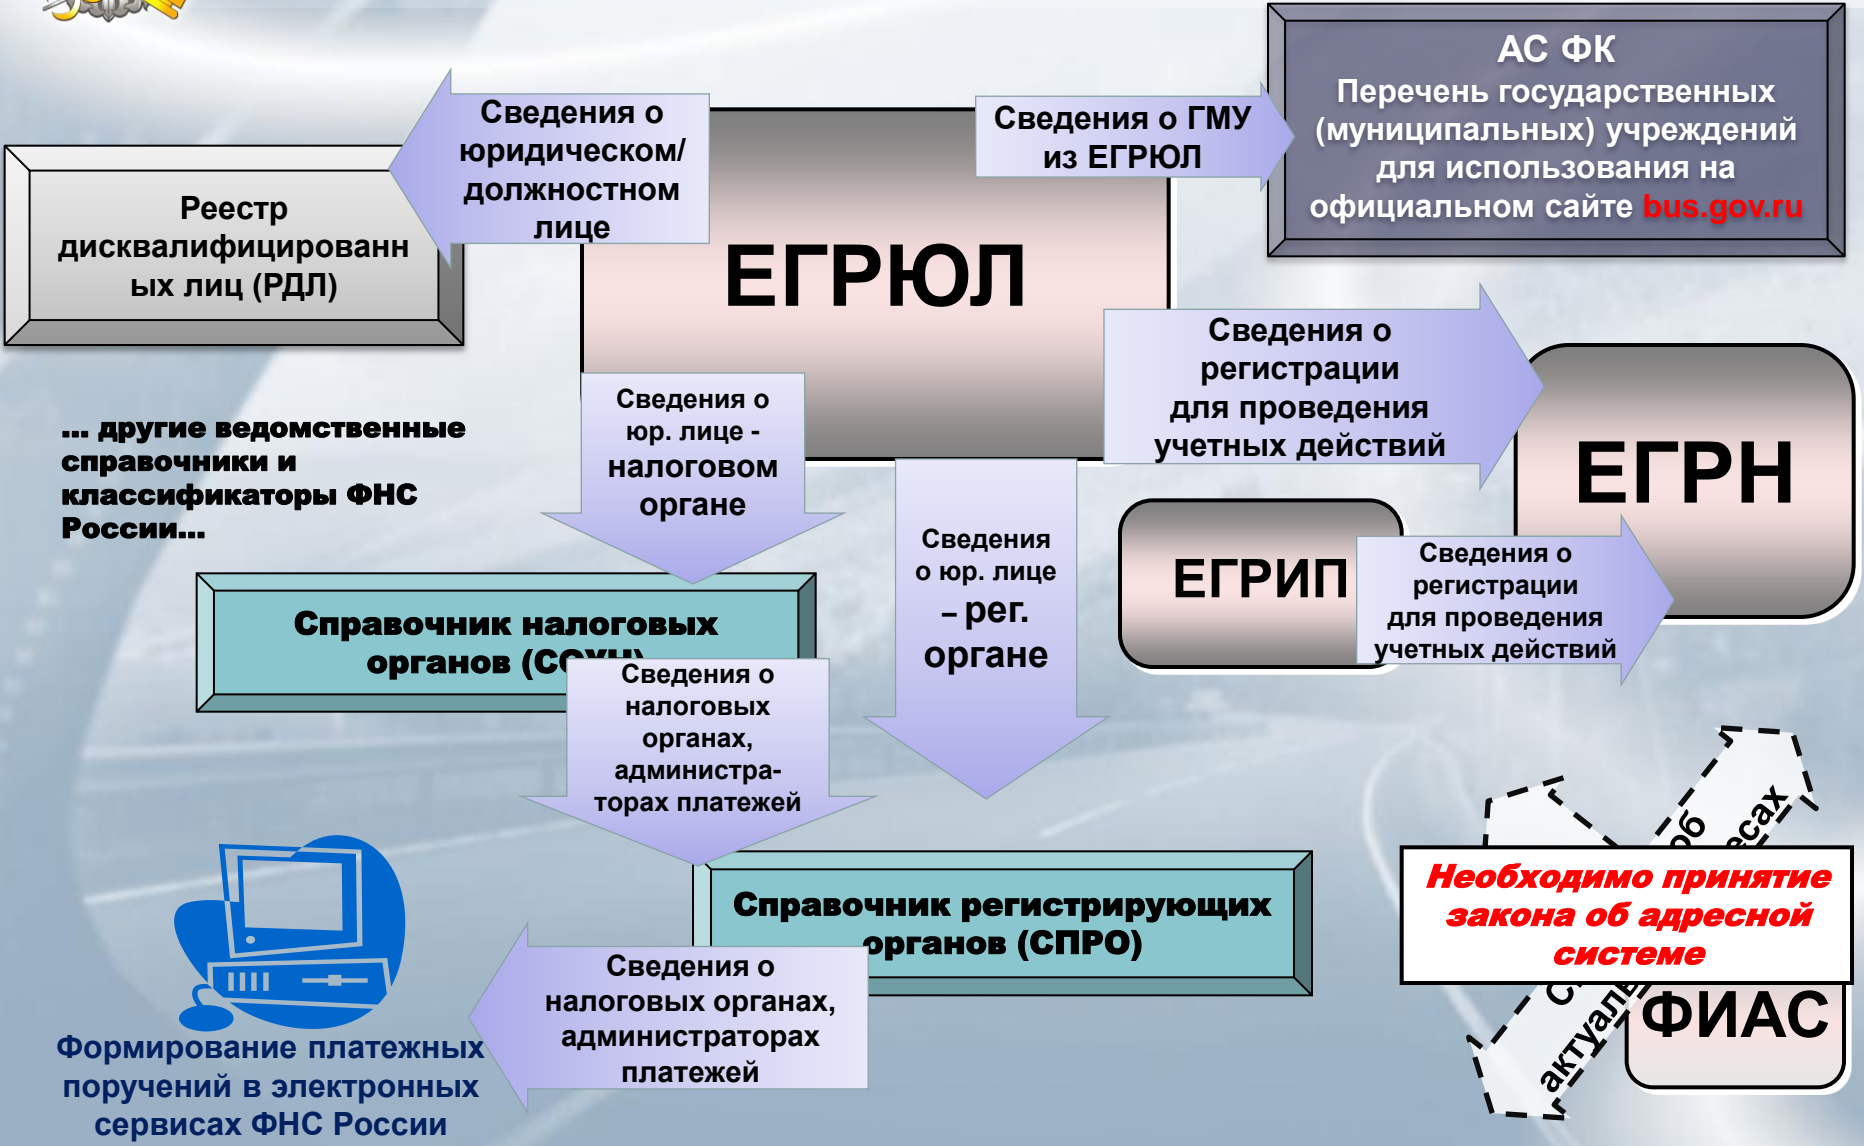 АС ФК
Перечень государственных
(муниципальных) учреждений
для использования на
официальном сайте bus.gov.ru
Сведения о
юридическом/
должностном
лице
Сведения о ГМУ
из ЕГРЮЛ
Реестр
дисквалифицированн
ых лиц (РДЛ)
ЕГРЮЛ
Сведения о
регистрации
для проведения
учетных действий
Сведения о
юр. лице -
налоговом
органе
... другие ведомственные
справочники и
классификаторы ФНС
России...
ЕГРН
Сведения
о юр. лице
– рег.
органе
ЕГРИП
Сведения о
регистрации
для проведения
учетных действий
Справочник налоговых
органов
Сведения о
налоговых
органах,
администра-
торах платежей
Справочник регистрирующих
органов (СПРО)
об
Необходимо принятие
закона об адресной
системе
ФИАС
Сведения о
налоговых органах,
администраторах
платежей
Формирование платежных
поручений в электронных
сервисах ФНС России